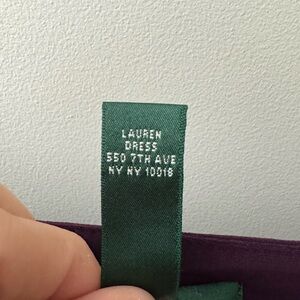 LAUREN
DRESS
550 7TH AVE
NY NY 10018